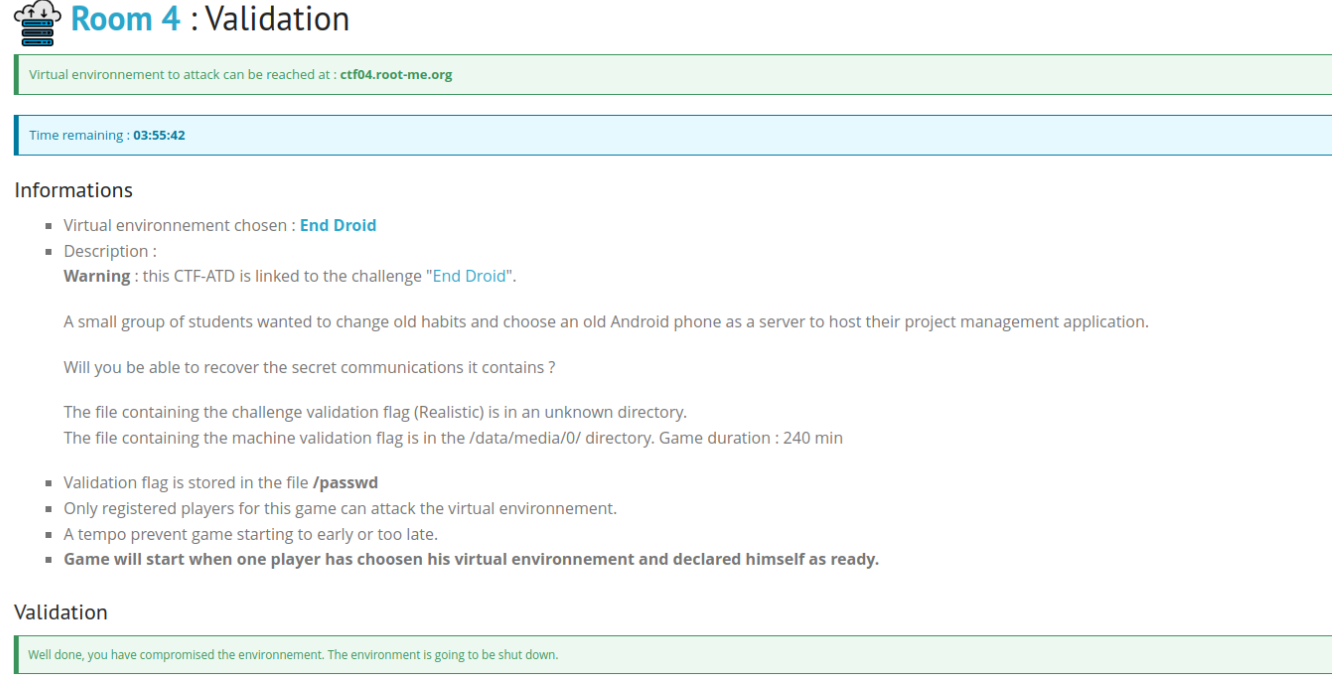 Room 4 : Validation
Virtual environnement to attack can be reached at : ctf04.root-me.org
Time remaining : 03:55:42
Informations
Virtual environnement chosen : End Droid
Description :
Warning : this CTF-ATD is linked to the challenge "End Droid".
A small group of students wanted to change old habits and choose an old Android phone as a server to host their project management application.
Will you be able to recover the secret communications it contains ?
The file containing the challenge validation flag (Realistic) is in an unknown directory.
The file containing the machine validation flag is in the /data/media/0/ directory. Game duration : 240 min
Validation flag is stored in the file /passwd
Only registered players for this game can attack the virtual environnement.
A tempo prevent game starting to early or too late.
Game will start when one player has choosen his virtual environnement and declared himself as ready.
Validation
Well done, you have compromised the environnement. The environment is going to be shut down.